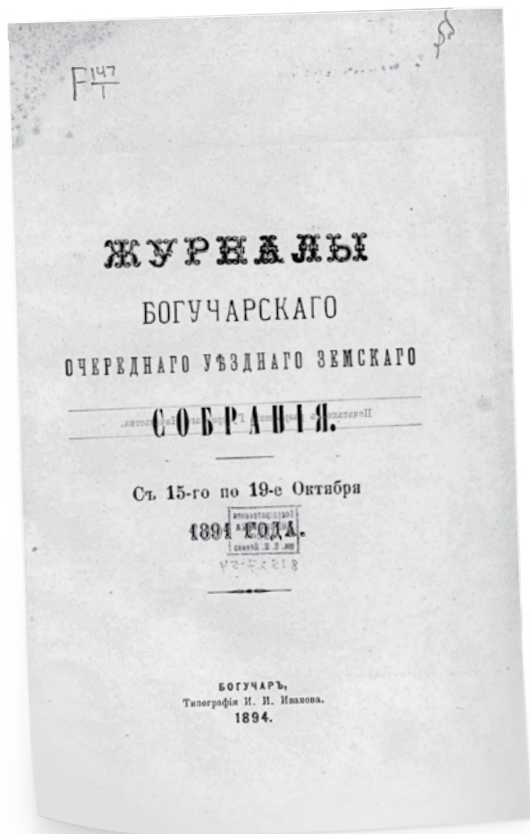 F 147
1
ЖУРНАЛЫ
БОГУЧАРСКАГО
ОЧЕРЕДНАГО УѢЗДНАГО ЗЕМСКАГО
СОБРАНІЯ.
Съ 15-го по 19-е Октября
1891 ГОДА.
БОГУЧАРЪ,
Типографія И. И. Иванова.
1894.